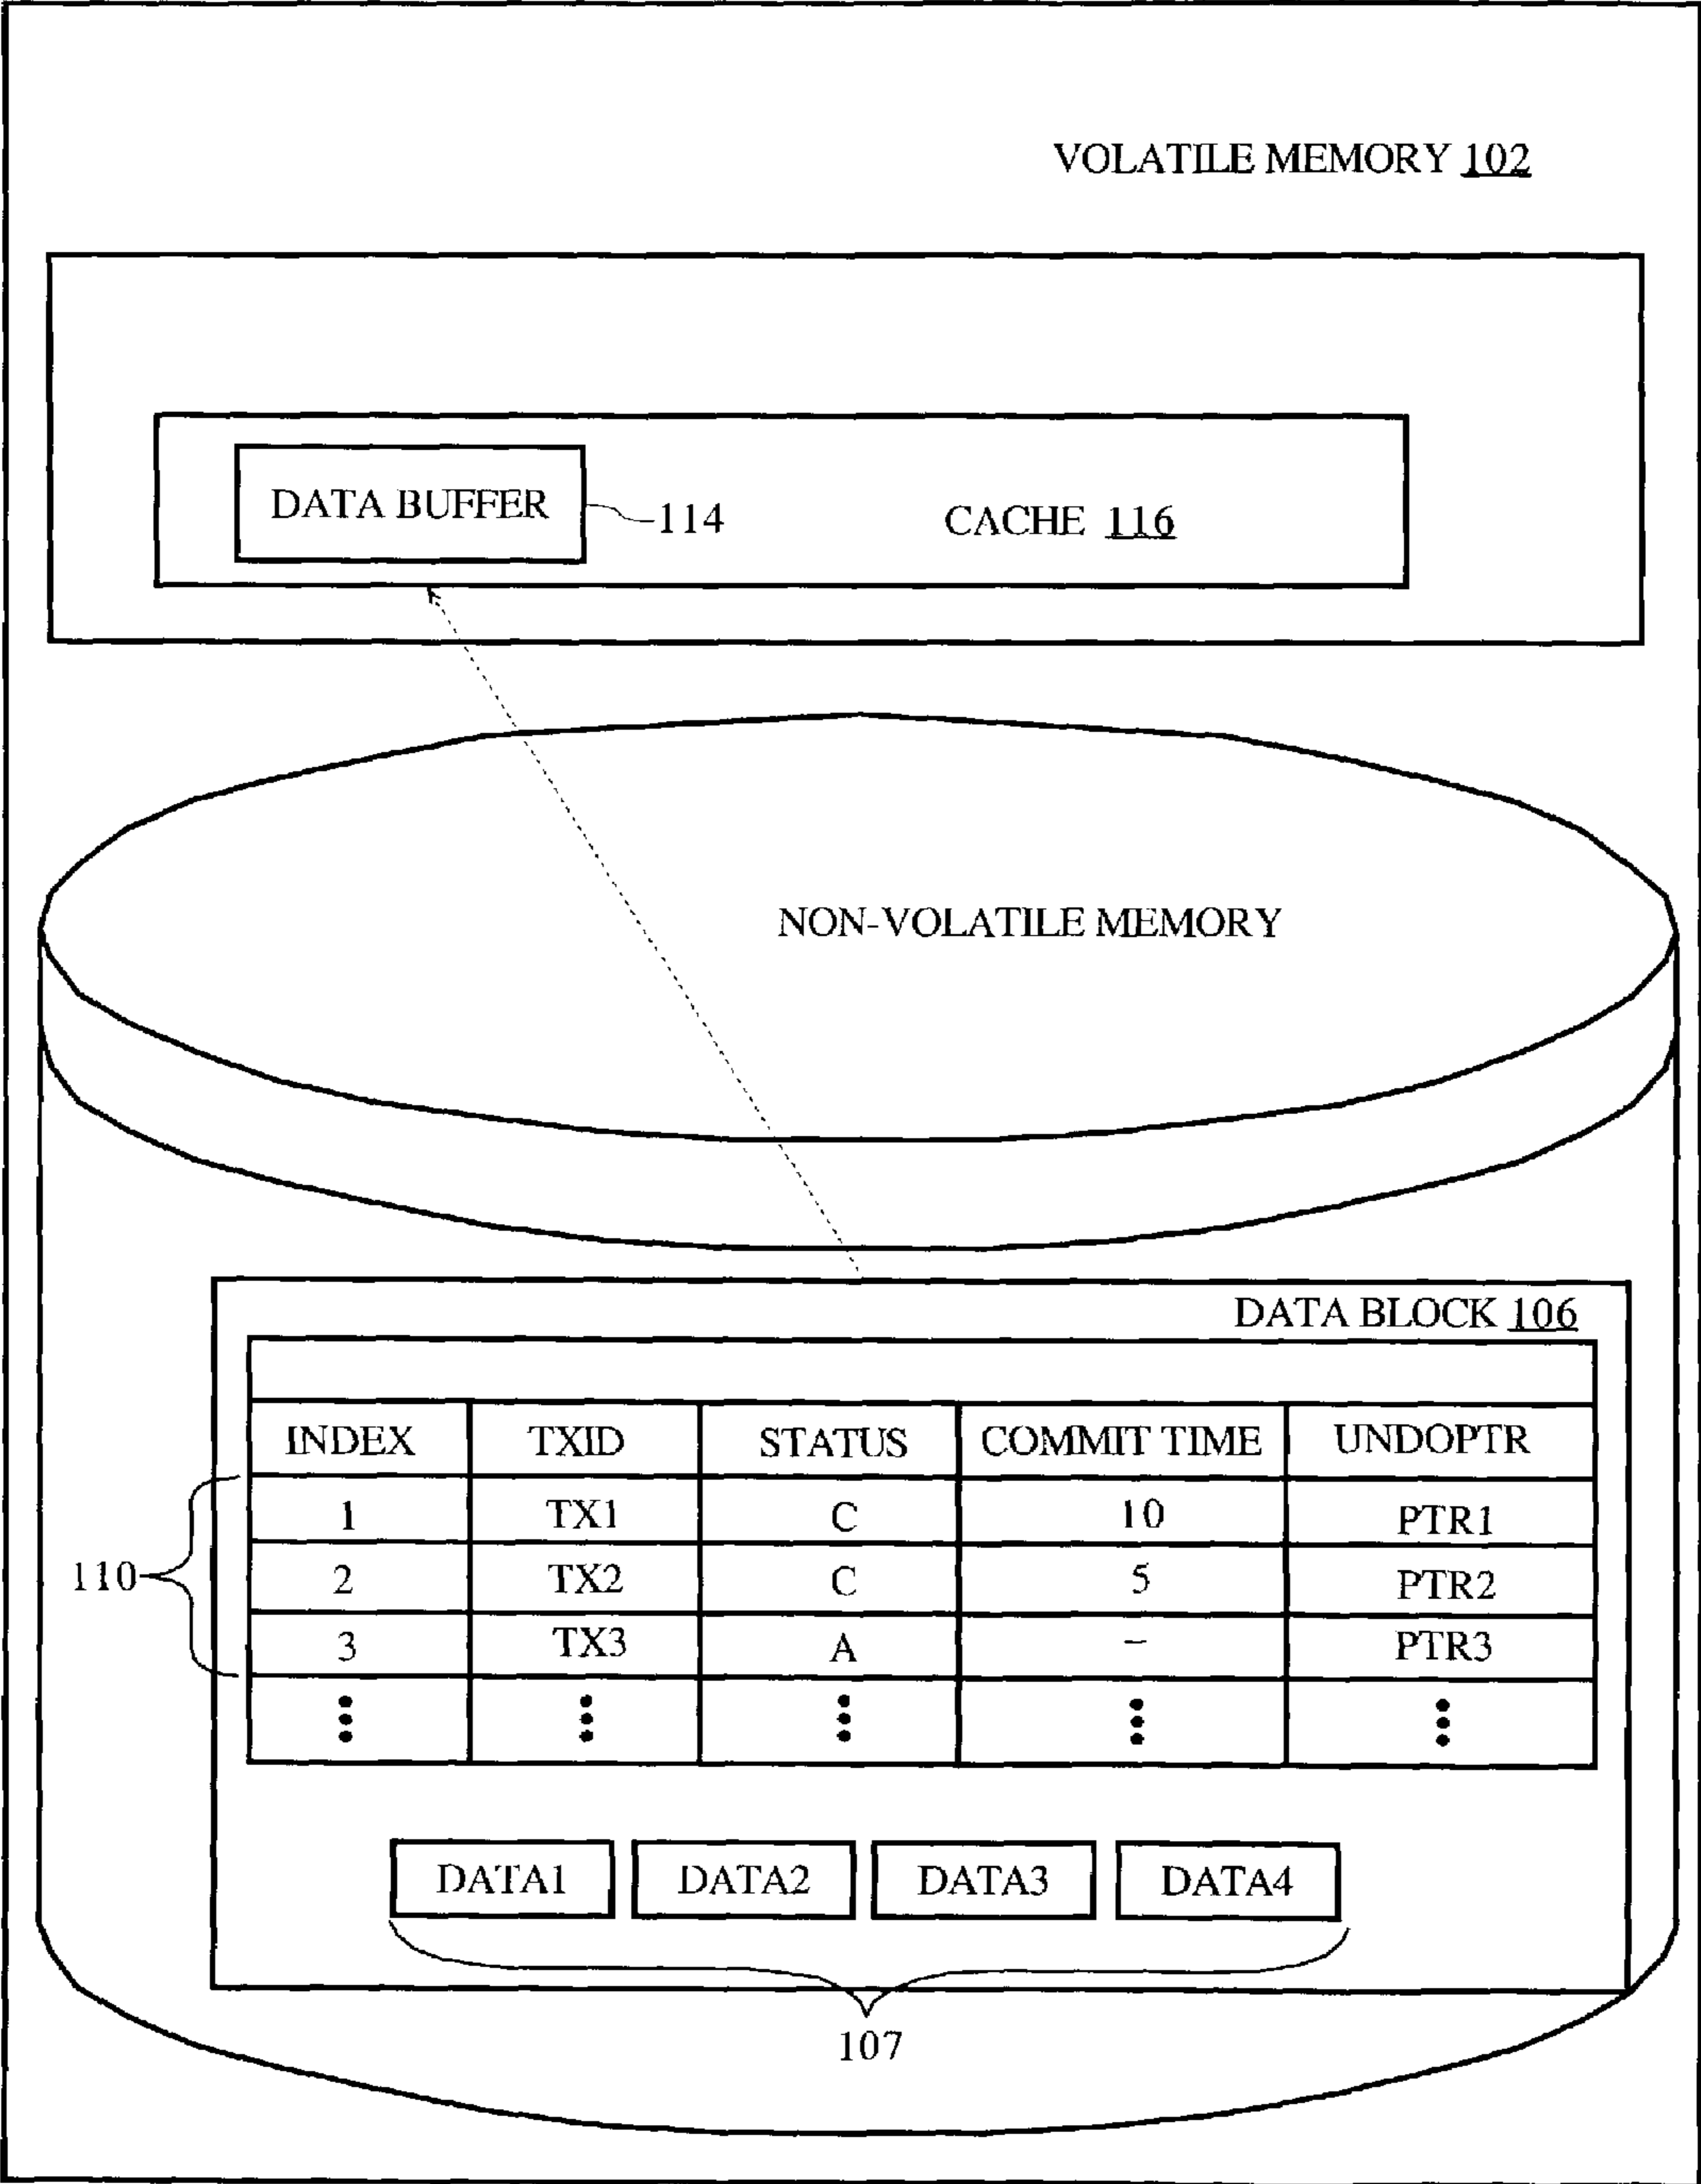 VOLATILE MEMORY 102
DATA BUFFER
114
CACHE 116
NON-VOLATILE MEMORY
DATA BLOCK 106
INDEX TXID STATUS COMMIT TIME UNDOPTR
1 TX1 C 10 PTR1
110
2 TX2 C 5 PTR2
3 TX3 A – PTR3
DATA1 DATA2 DATA3 DATA4
107